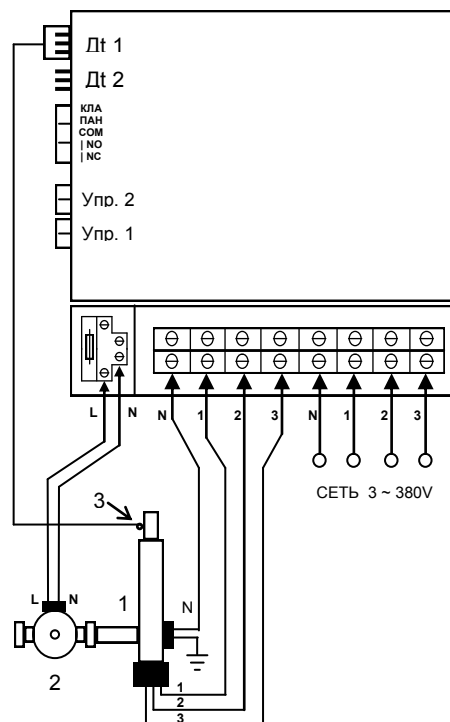 Дt 1
Дt 2
КЛА
ПАН
COM
| NO
| NC
Упр. 2
Упр. 1
L N N 1 2 3 N 1 2 3
СЕТЬ 3 ~ 380V
3
L N 1 N
2
1
2
3